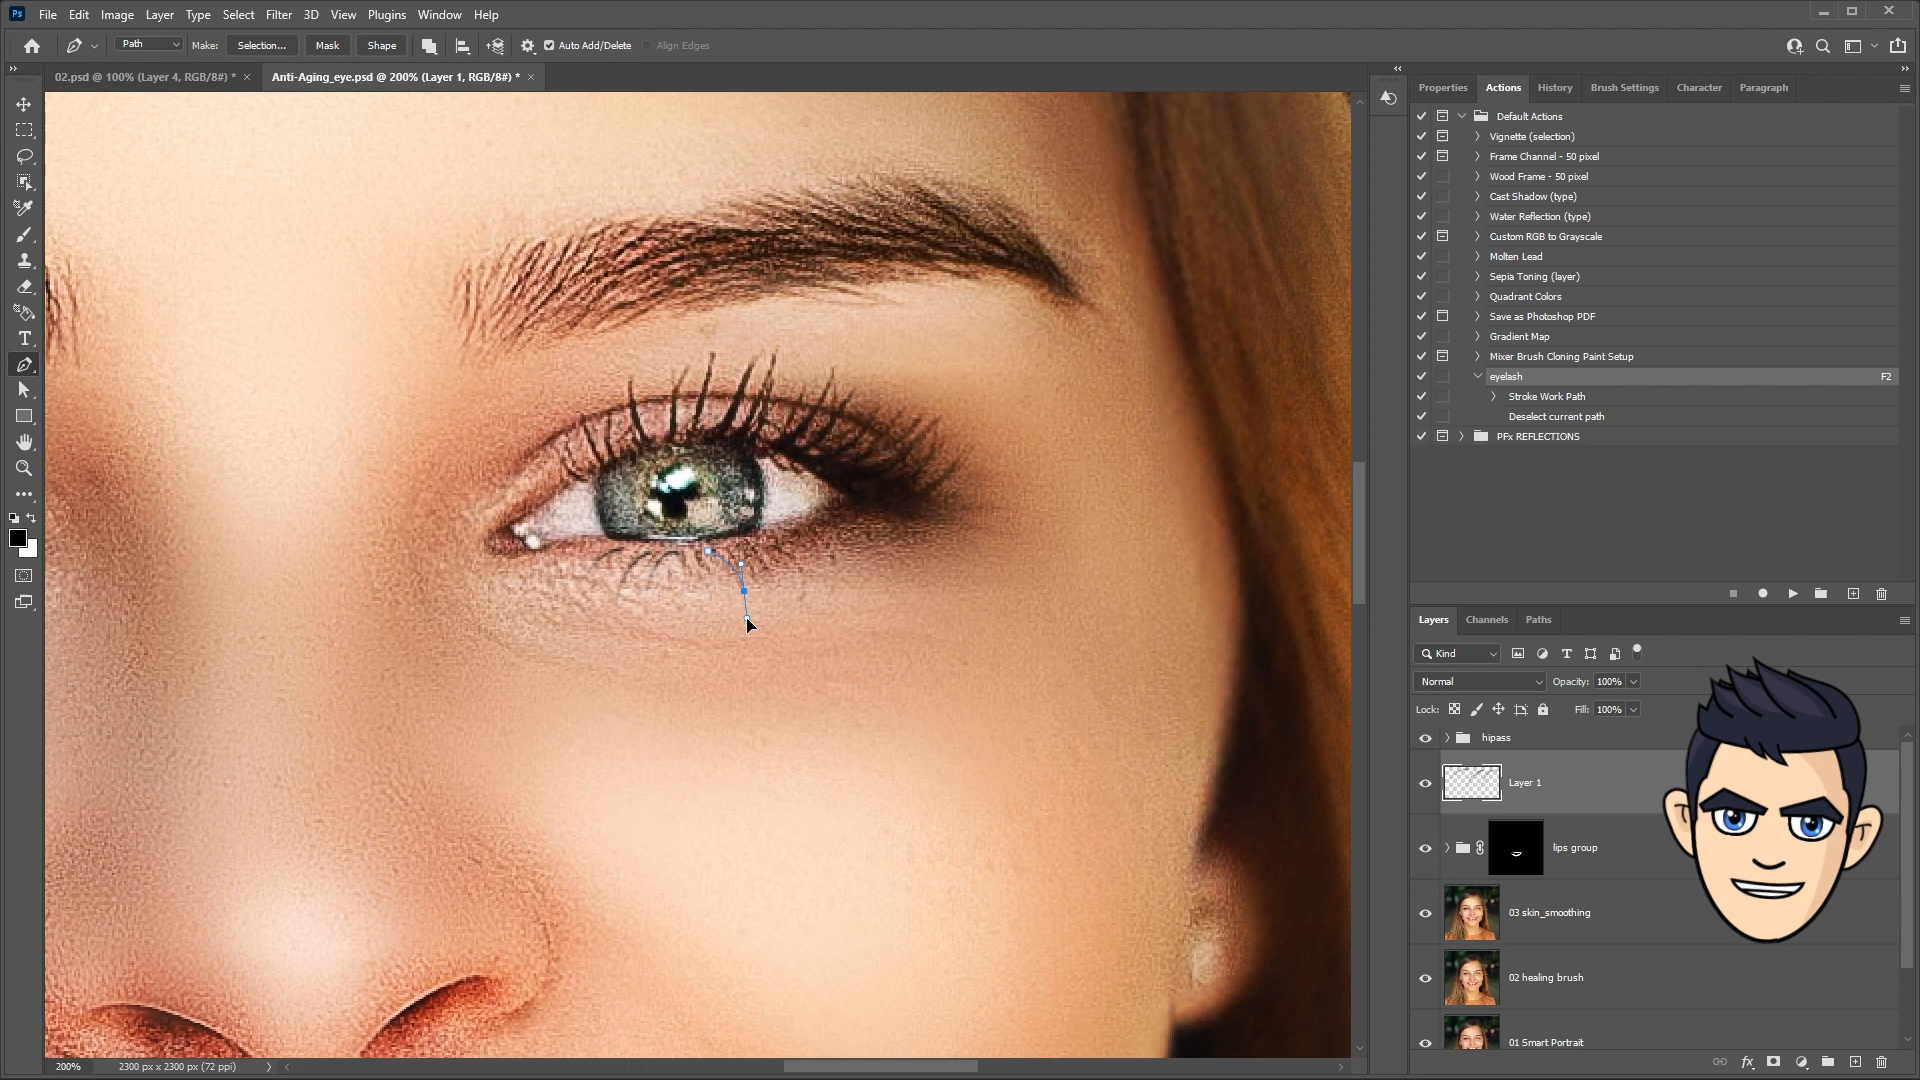 Ps File Edit Image Layer Type Select Filter 3D View Plugins Window Help
Path Make: Selection... Mask Shape Auto Add/Delete Align Edges
02.psd @ 100% (Layer 4, RGB/8#) * × Anti-Aging_eye.psd @ 200% (Layer 1, RGB/8#) * ×
Properties Actions History Brush Settings Character Paragraph
Default Actions
Vignette (selection)
Frame Channel - 50 pixel
Wood Frame - 50 pixel
Cast Shadow (type)
Water Reflection (type)
Custom RGB to Grayscale
Molten Lead
Sepia Toning (layer)
Quadrant Colors
Save as Photoshop PDF
Gradient Map
Mixer Brush Cloning Paint Setup
eyelash F2
Stroke Work Path
Deselect current path
PFx REFLECTIONS
Layers Channels Paths
Kind
Normal Opacity: 100%
Lock: Fill: 100%
hipass
Layer 1
lips group
03 skin_smoothing
02 healing brush
01 Smart Portrait
fx
200% 2300 px x 2300 px (72 ppi)